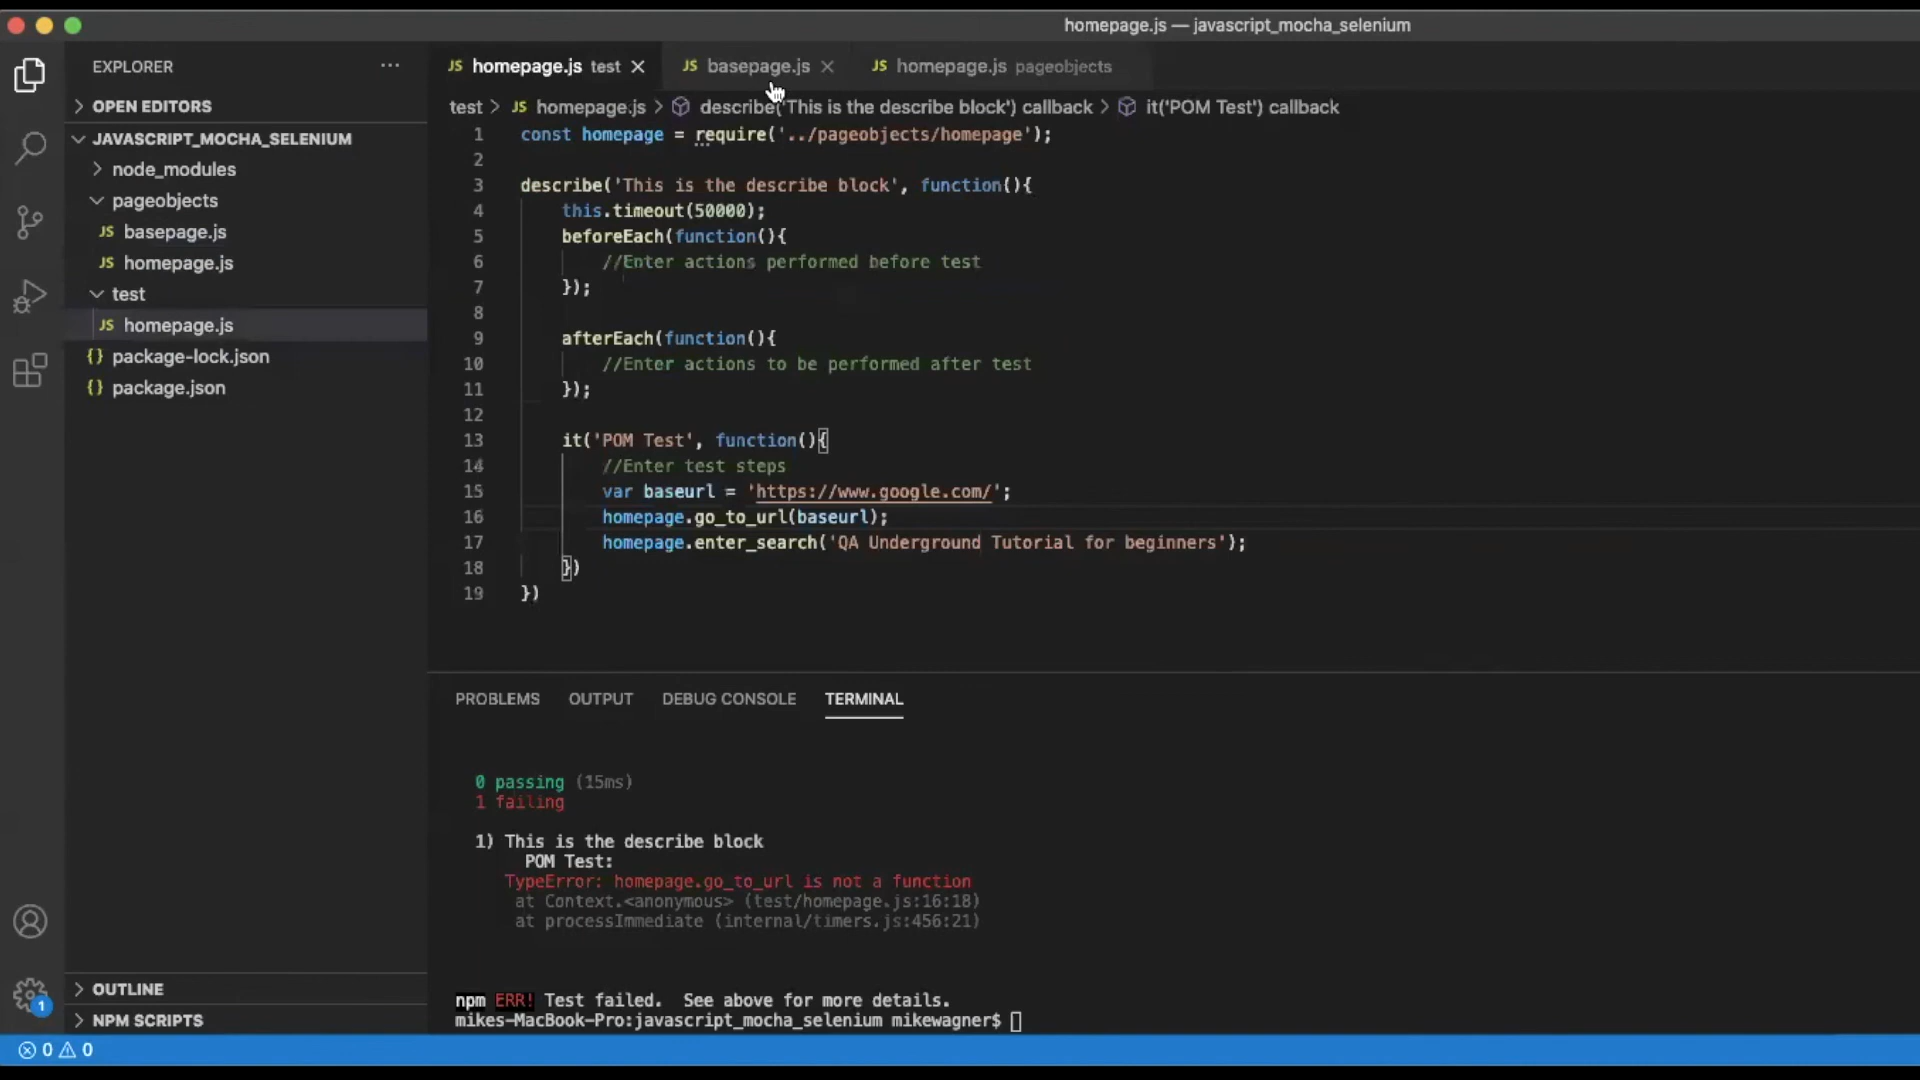 homepage.js — javascript_mocha_selenium
EXPLORER ...
OPEN EDITORS
JAVASCRIPT_MOCHA_SELENIUM
node_modules
pageobjects
JS basepage.js
JS homepage.js
test
JS homepage.js
{} package-lock.json
{} package.json
OUTLINE
NPM SCRIPTS
1
JS homepage.js test JS basepage.js JS homepage.js pageobjects
test > JS homepage.js > describe('This is the describe block') callback > it('POM Test') callback
1 const homepage = require('../pageobjects/homepage');
2
3 describe('This is the describe block', function(){
4 this.timeout(50000);
5 beforeEach(function(){
6 //Enter actions performed before test
7 });
8
9 afterEach(function(){
10 //Enter actions to be performed after test
11 });
12
13 it('POM Test', function(){
14 //Enter test steps
15 var baseurl = 'https://www.google.com/';
16 homepage.go_to_url(baseurl);
17 homepage.enter_search('QA Underground Tutorial for beginners');
18 })
19 })
PROBLEMS OUTPUT DEBUG CONSOLE TERMINAL
0 passing (15ms)
1 failing
1) This is the describe block
POM Test:
TypeError: homepage.go_to_url is not a function
at Context.<anonymous> (test/homepage.js:16:18)
at processImmediate (internal/timers.js:456:21)
npm ERR! Test failed. See above for more details.
mikes-MacBook-Pro:javascript_mocha_selenium mikewagner$
0 0